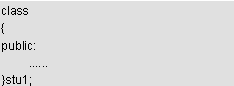 class
{
public:
......
}stu1;